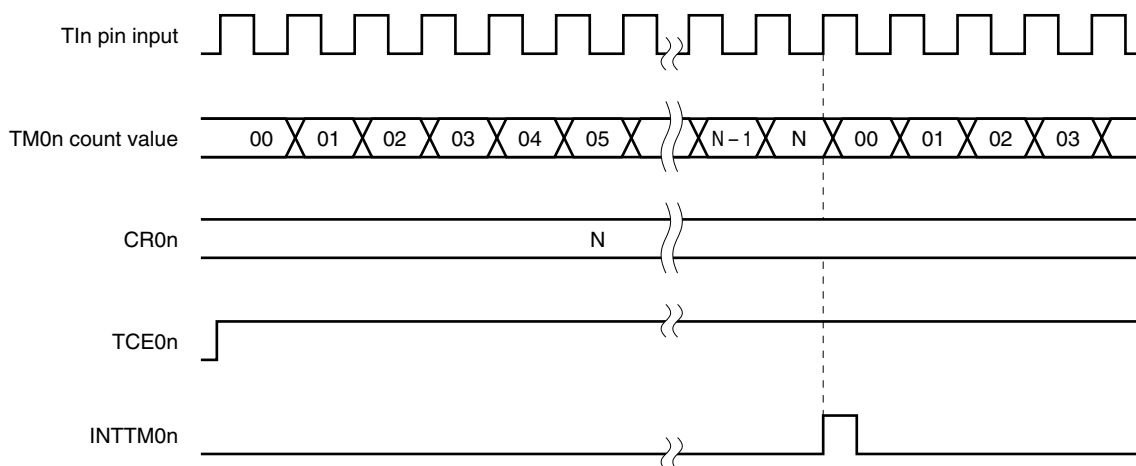 TIn pin input
TM0n count value 00 01 02 03 04 05 N–1 N 00 01 02 03
CR0n N
TCE0n
INTTM0n